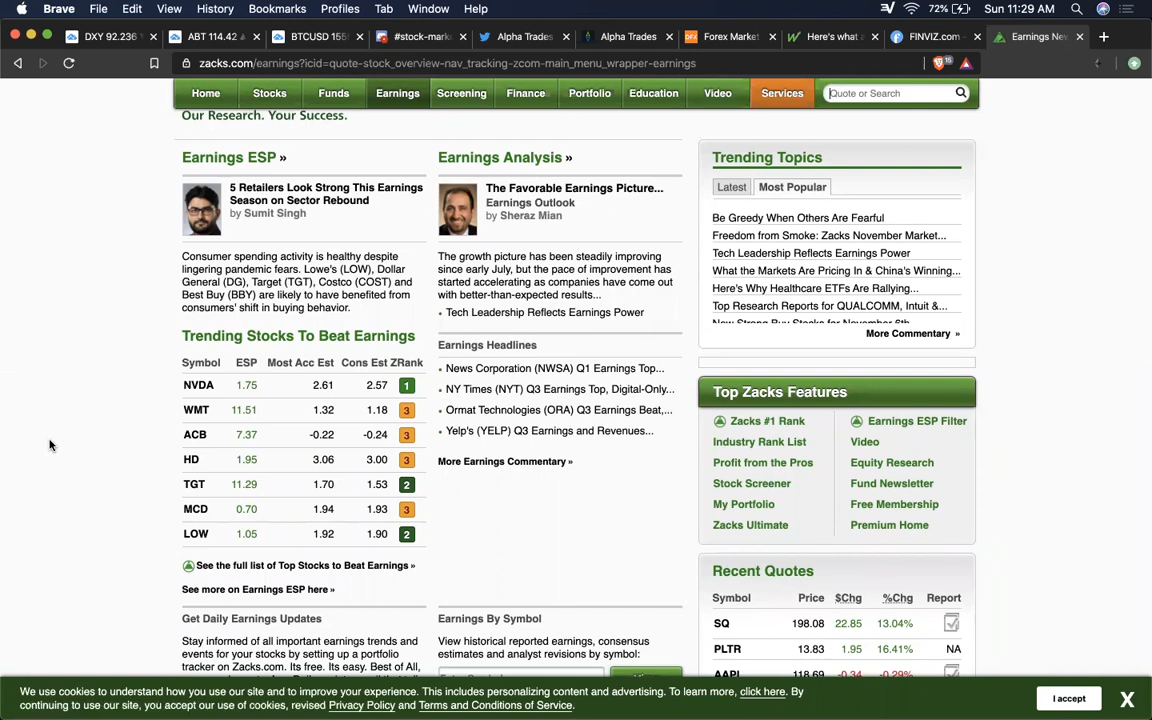 Brave File Edit View History Bookmarks Profiles Tab Window Help 72% Sun 11:29 AM
DXY 92.236 ABT 114.42 BTCUSD 155 #stock-mark Alpha Trades Alpha Trades Forex Market Here's what FINVIZ.com Earnings Ne
zacks.com/earnings?icid=quote-stock_overview-nav_tracking-zcom-main_menu_wrapper-earnings 15
Home Stocks Funds Earnings Screening Finance Portfolio Education Video Services Quote or Search
Our Research. Your Success.
Earnings ESP »
5 Retailers Look Strong This Earnings
Season on Sector Rebound
by Sumit Singh
Consumer spending activity is healthy despite
lingering pandemic fears. Lowe's (LOW), Dollar
General (DG), Target (TGT), Costco (COST) and
Best Buy (BBY) are likely to have benefited from
consumers' shift in buying behavior.
Trending Stocks To Beat Earnings
Symbol ESP Most Acc Est Cons Est ZRank
NVDA 1.75 2.61 2.57 1
WMT 11.51 1.32 1.18 3
ACB 7.37 -0.22 -0.24 3
HD 1.95 3.06 3.00 3
TGT 11.29 1.70 1.53 2
MCD 0.70 1.94 1.93 3
LOW 1.05 1.92 1.90 2
See the full list of Top Stocks to Beat Earnings »
See more on Earnings ESP here »
Get Daily Earnings Updates
Stay informed of all important earnings trends and
events for your stocks by setting up a portfolio
tracker on Zacks.com. Its free. Its easy. Best of All,
Earnings Analysis »
The Favorable Earnings Picture...
Earnings Outlook
by Sheraz Mian
The growth picture has been steadily improving
since early July, but the pace of improvement has
started accelerating as companies have come out
with better-than-expected results...
• Tech Leadership Reflects Earnings Power
Earnings Headlines
• News Corporation (NWSA) Q1 Earnings Top...
• NY Times (NYT) Q3 Earnings Top, Digital-Only...
• Ormat Technologies (ORA) Q3 Earnings Beat,...
• Yelp's (YELP) Q3 Earnings and Revenues...
More Earnings Commentary »
Earnings By Symbol
View historical reported earnings, consensus
estimates and analyst revisions by symbol:
Trending Topics
Latest Most Popular
Be Greedy When Others Are Fearful
Freedom from Smoke: Zacks November Market...
Tech Leadership Reflects Earnings Power
What the Markets Are Pricing In & China's Winning...
Here's Why Healthcare ETFs Are Rallying...
Top Research Reports for QUALCOMM, Intuit &...
New Strong Buy Stocks for November 6th
More Commentary »
Top Zacks Features
Zacks #1 Rank Earnings ESP Filter
Industry Rank List Video
Profit from the Pros Equity Research
Stock Screener Fund Newsletter
My Portfolio Free Membership
Zacks Ultimate Premium Home
Recent Quotes
Symbol Price $Chg %Chg Report
SQ 198.08 22.85 13.04%
PLTR 13.83 1.95 16.41% NA
AAPL 118.69 -0.34 -0.29%
We use cookies to understand how you use our site and to improve your experience. This includes personalizing content and advertising. To learn more, click here. By
continuing to use our site, you accept our use of cookies, revised Privacy Policy and Terms and Conditions of Service.
I accept X